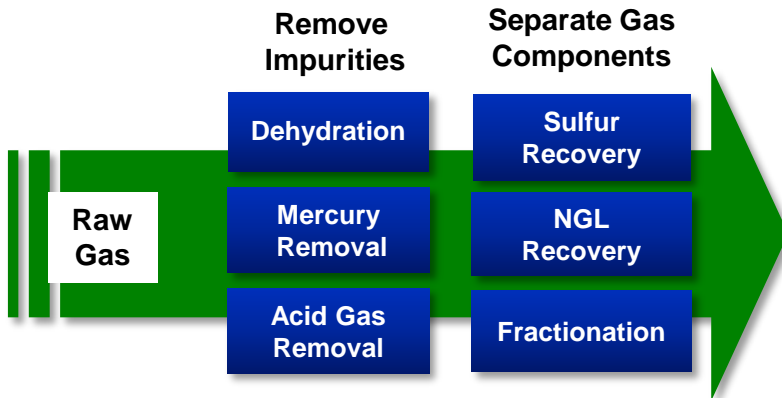 Remove
Impurities
Separate Gas
Components
Raw
Gas
Dehydration
Mercury
Removal
Acid Gas
Removal
Sulfur
Recovery
NGL
Recovery
Fractionation